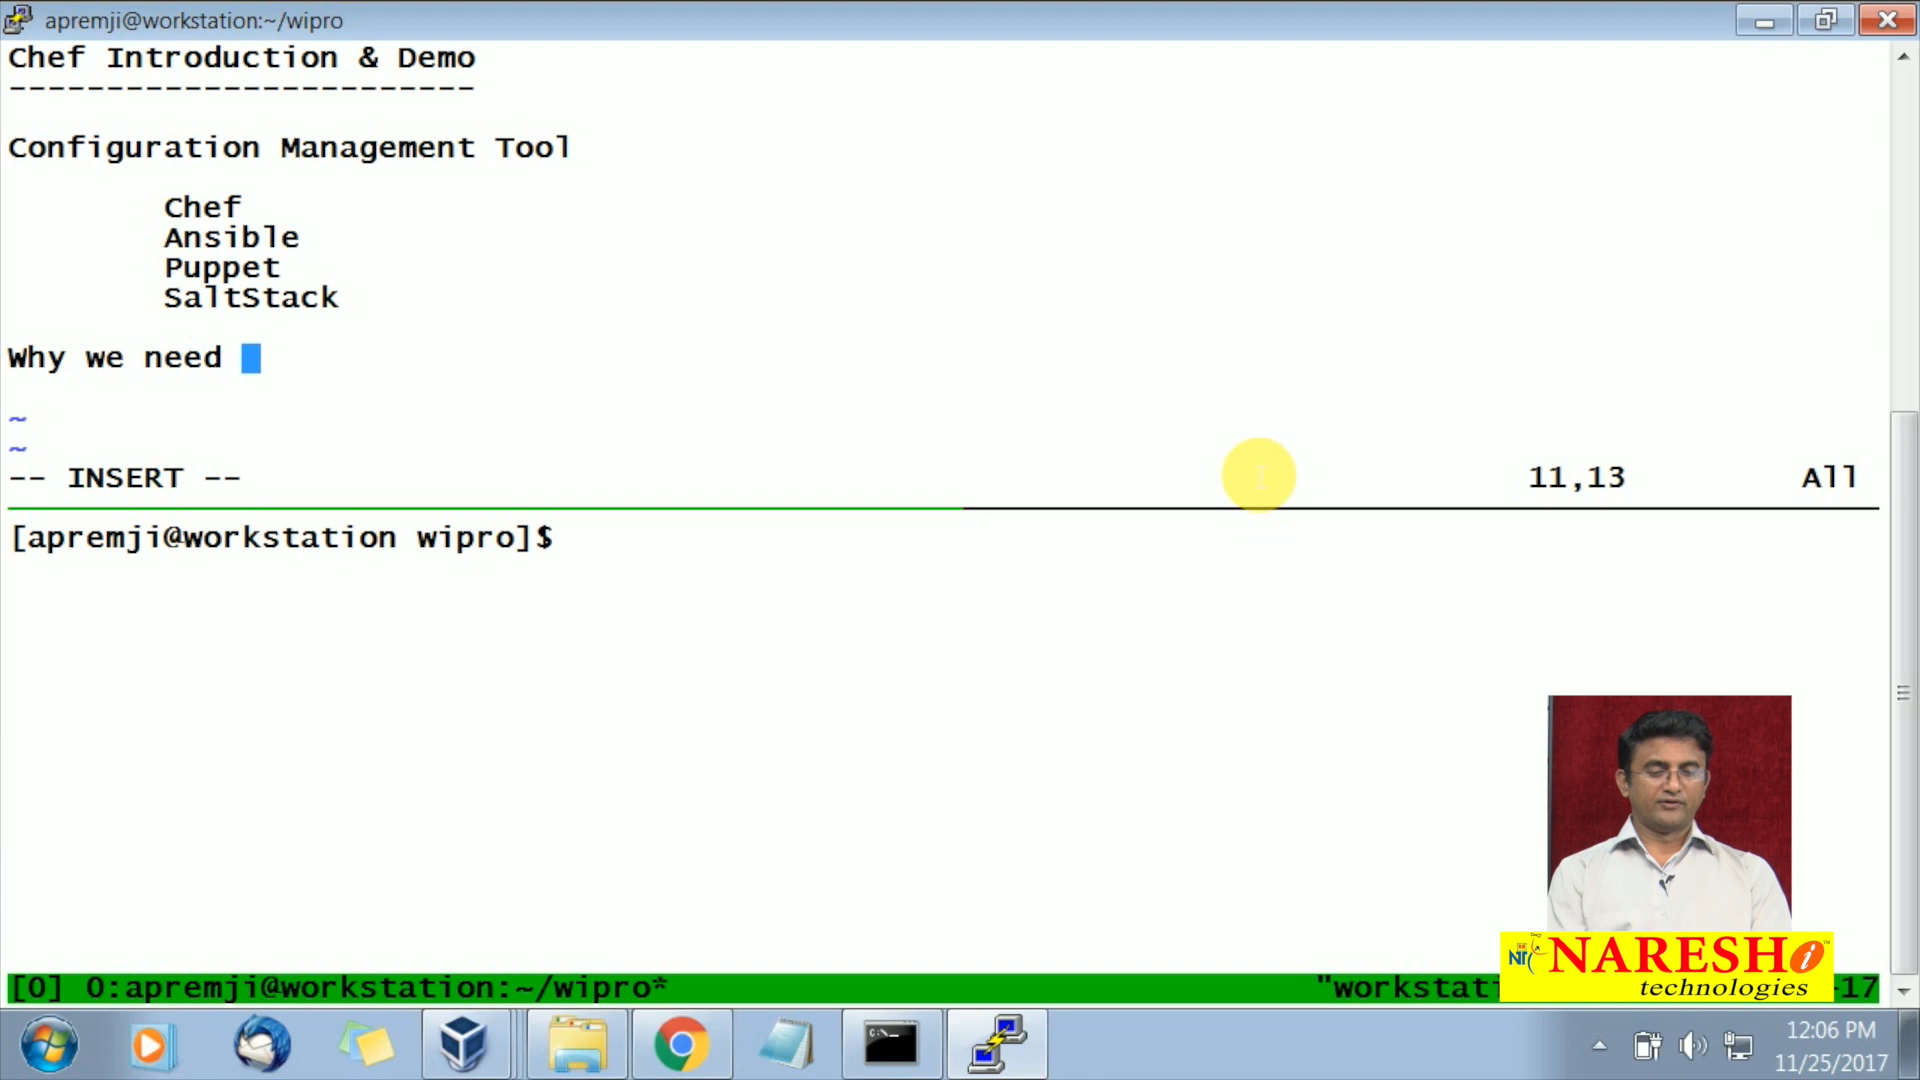 apremji@workstation:~/wipro
Chef Introduction & Demo
------------------------
Configuration Management Tool
Chef
Ansible
Puppet
SaltStack
Why we need
~
~
-- INSERT --
11,13
All
[apremji@workstation wipro]$
[0] 0:apremji@workstation:~/wipro*
"workstati
-17
NARESH i
technologies
12:06 PM
11/25/2017